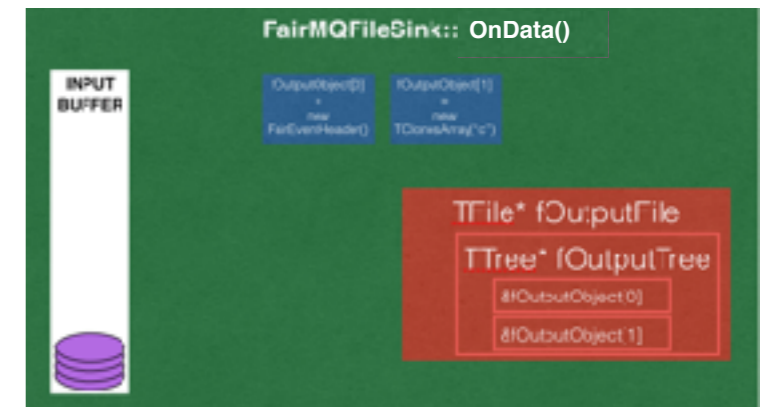 FairMQFileSink:: OnData()
INPUT
BUFFER
fOutputObject[0]
=
new
FairEventHeader()
fOutputObject[1]
=
new
TClonesArray("c")
TFile* fOutputFile
TTree* fOutputTree
&fOutputObject[0]
&fOutputObject[1]